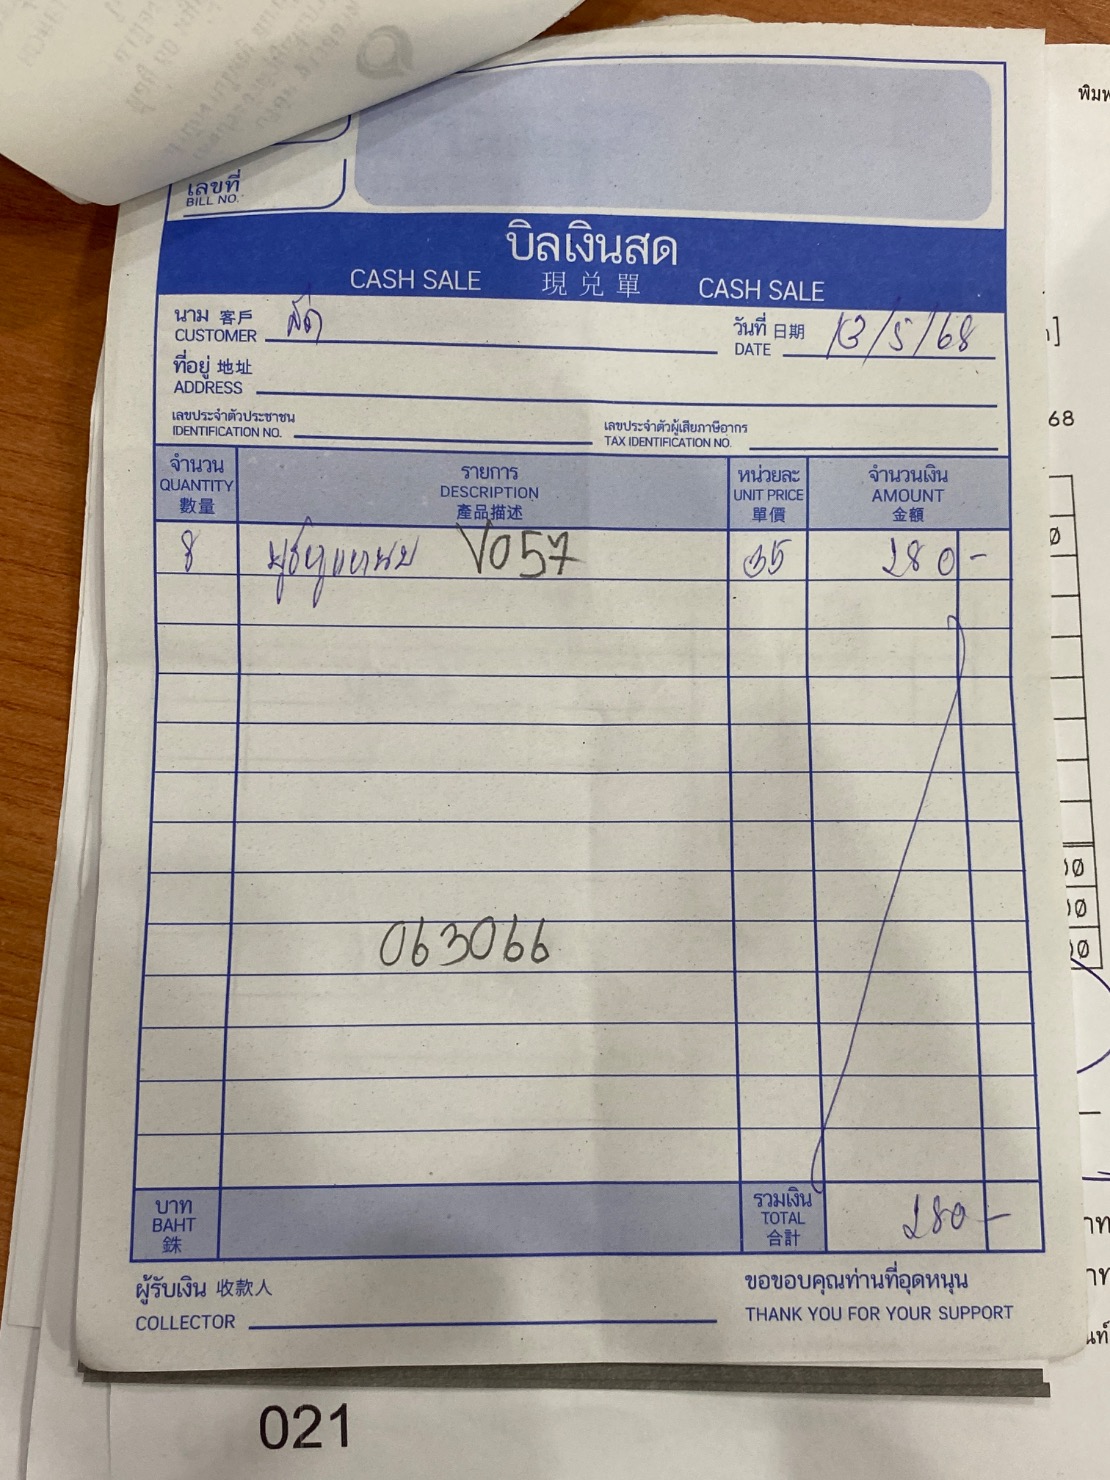 พิมพ
เลขที่
BILL NO.
บิลเงินสด
CASH SALE 現兑單 CASH SALE
นาม 客戶
CUSTOMER
วันที่ 日期 13/5/68
DATE
ที่อยู่ 地址
ADDRESS
เลขประจำตัวประชาชน
IDENTIFICATION NO.
เลขประจำตัวผู้เสียภาษีอากร
TAX IDENTIFICATION NO.
68
จำนวน รายการ หน่วยละ จำนวนเงิน
QUANTITY DESCRIPTION UNIT PRICE AMOUNT
數量 產品描述 單價 金額
8 V057 35 280 -
063066
บาท รวมเงิน
BAHT TOTAL 280 -
銖 合計
ผู้รับเงิน 收款人 ขอขอบคุณท่านที่อุดหนุน
COLLECTOR THANK YOU FOR YOUR SUPPORT
021